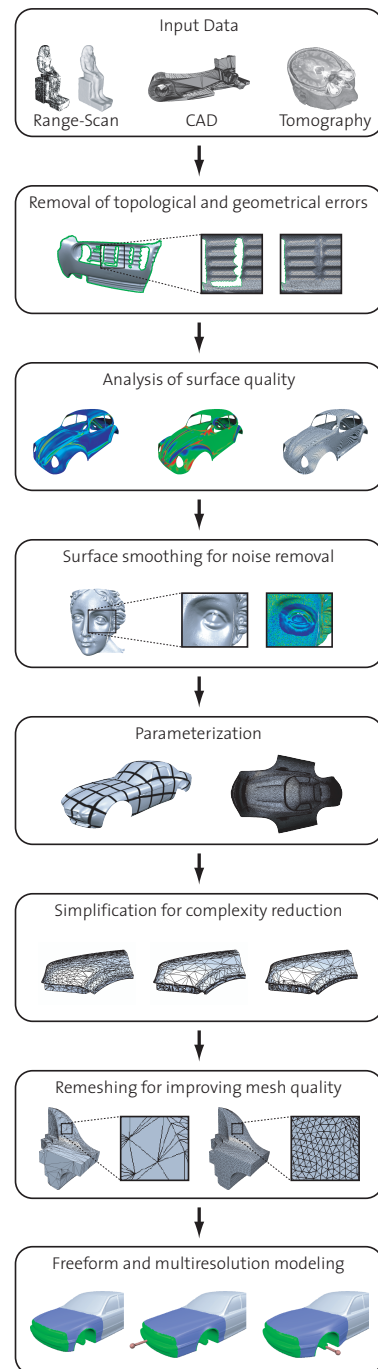 Input Data
Range-Scan CAD Tomography
Removal of topological and geometrical errors
Analysis of surface quality
Surface smoothing for noise removal
Parameterization
Simplification for complexity reduction
Remeshing for improving mesh quality
Freeform and multiresolution modeling